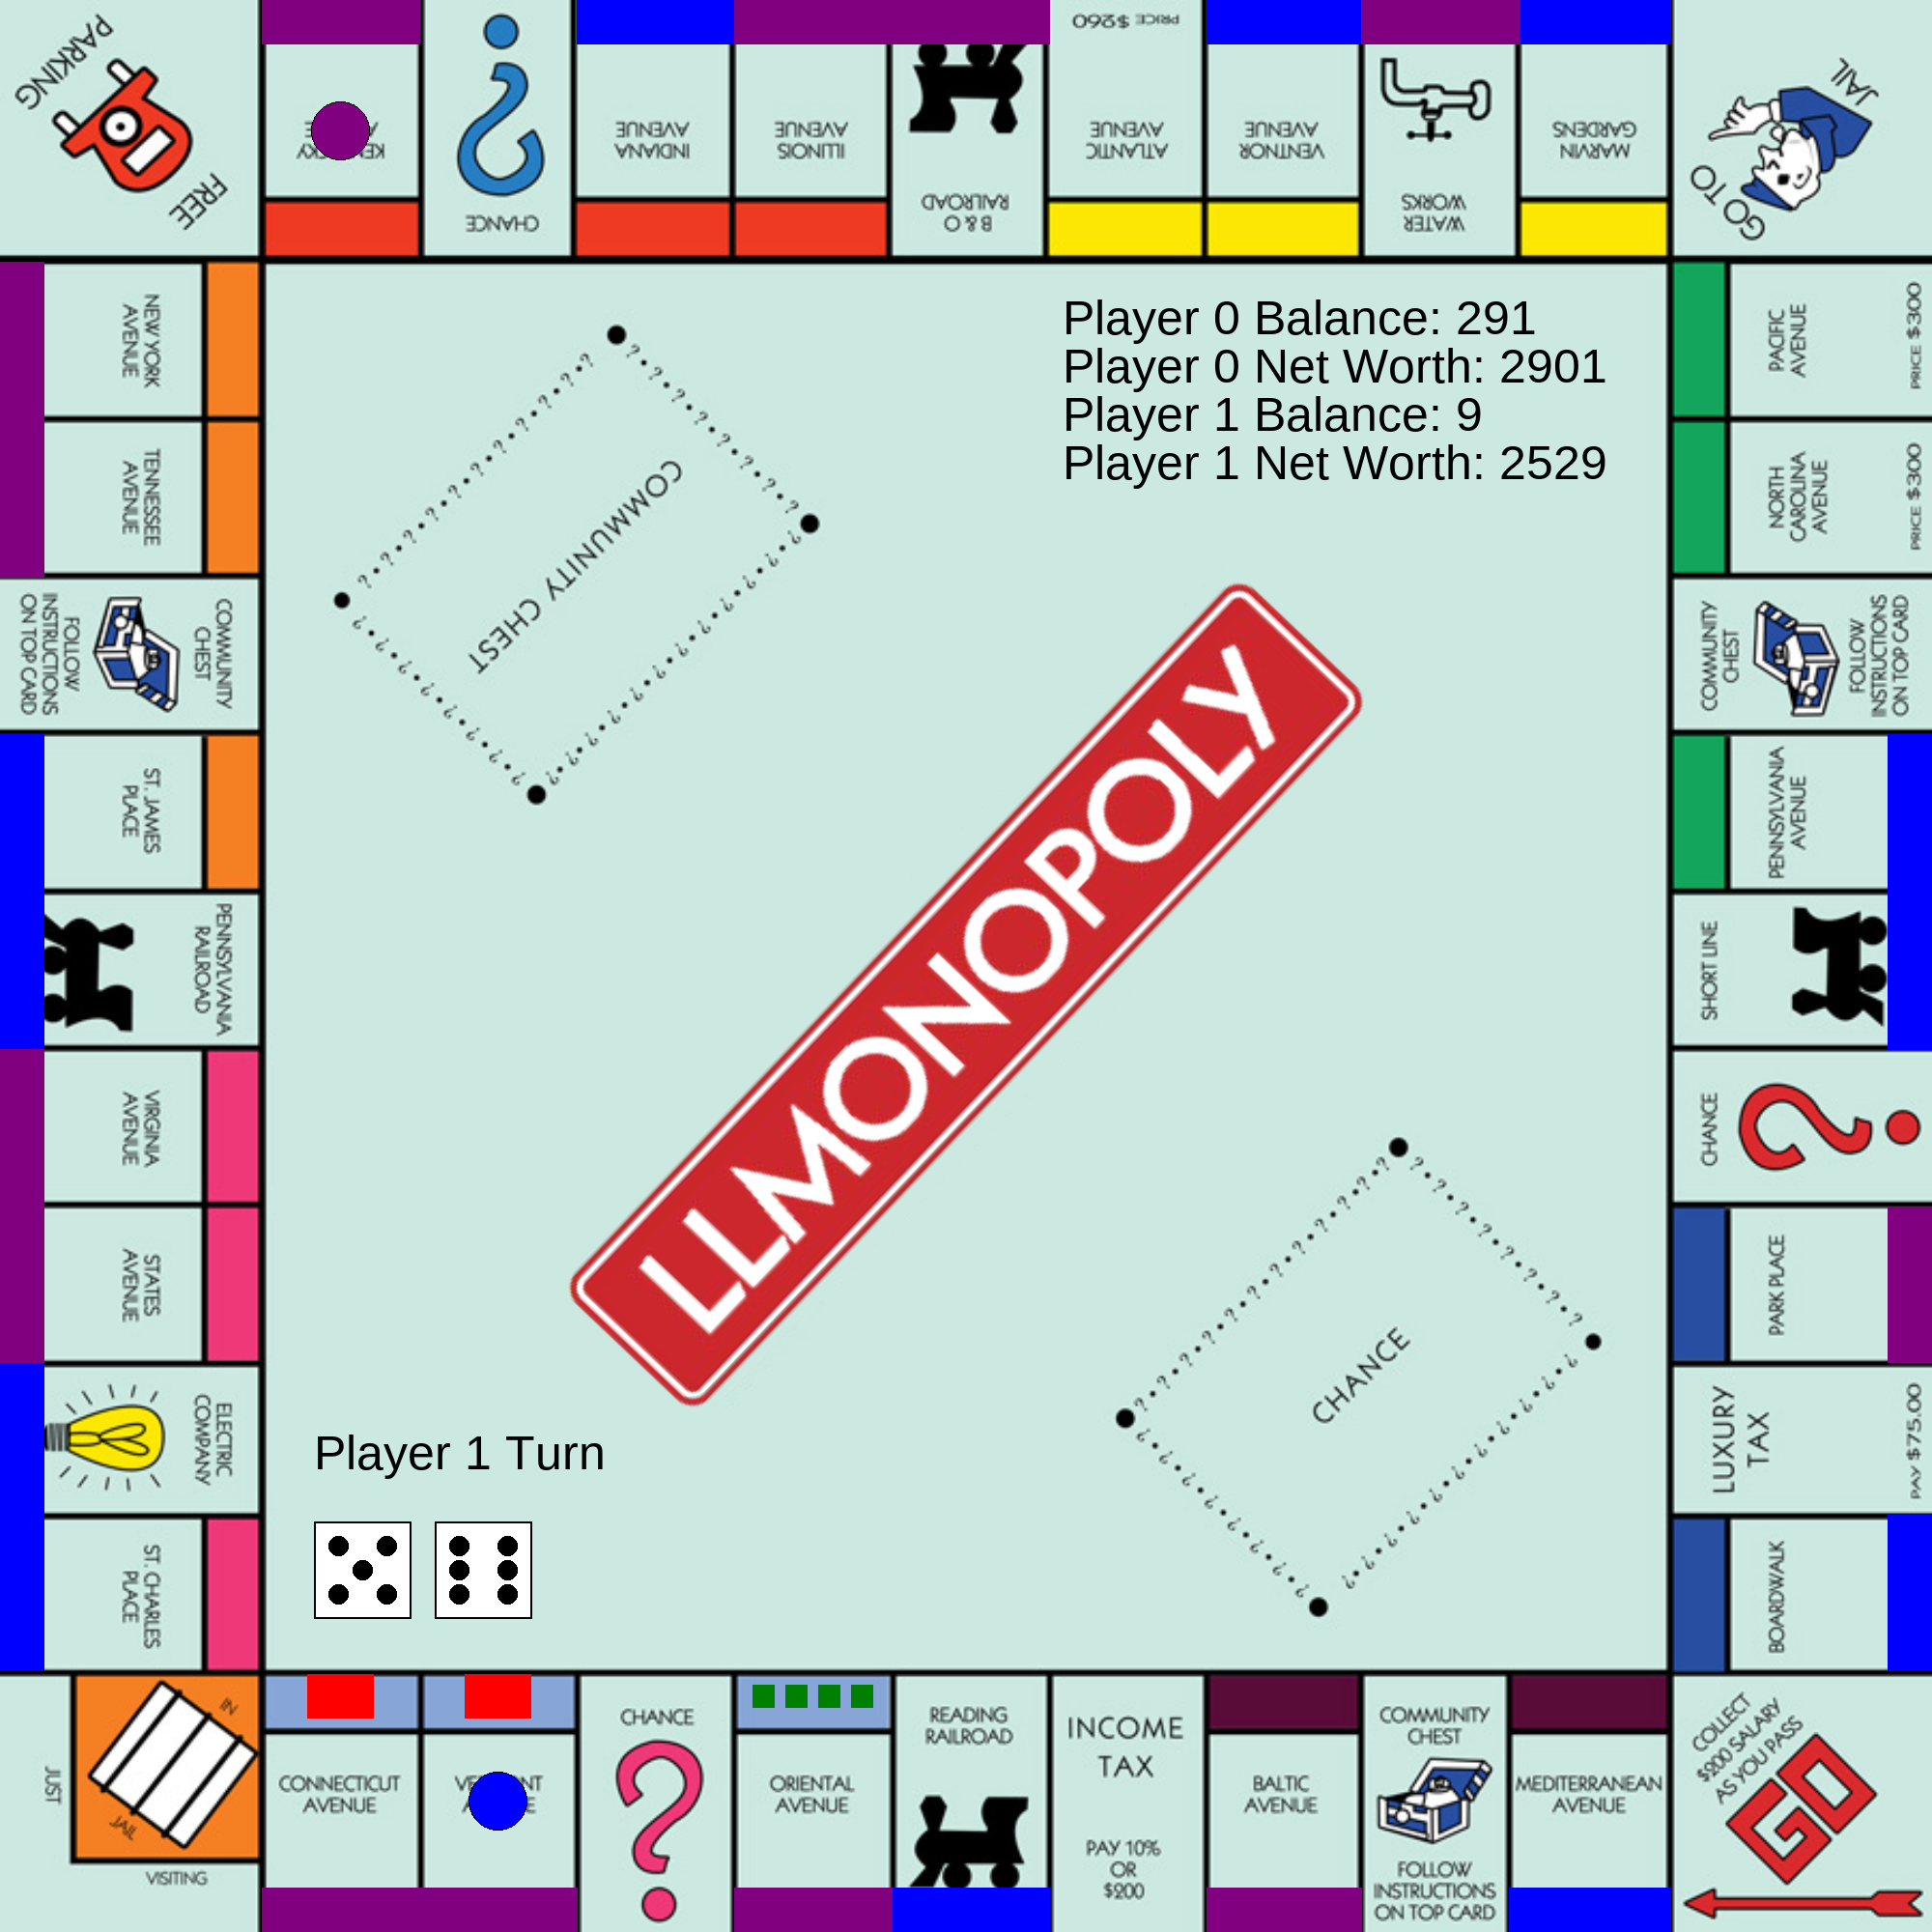 PARKING
FREE
KENTUCKY
CHANCE
INDIANA
AVENUE
ILLINOIS
AVENUE
B & O
RAILROAD
PRICE $260
ATLANTIC
AVENUE
VENTNOR
AVENUE
WATER
WORKS
MARVIN
GARDENS
GO TO
JAIL
NEW YORK
AVENUE
TENNESSEE
AVENUE
COMMUNITY
CHEST
FOLLOW
INSTRUCTIONS
ON TOP CARD
ST. JAMES
PLACE
PENNSYLVANIA
RAILROAD
VIRGINIA
AVENUE
STATES
AVENUE
ELECTRIC
COMPANY
ST. CHARLES
PLACE
Player 0 Balance: 291
Player 0 Net Worth: 2901
Player 1 Balance: 9
Player 1 Net Worth: 2529
COMMUNITY CHEST
LLMONOPOLY
CHANCE
Player 1 Turn
PACIFIC
AVENUE
PRICE $300
NORTH
CAROLINA
AVENUE
PRICE $300
COMMUNITY
CHEST
FOLLOW
INSTRUCTIONS
ON TOP CARD
PENNSYLVANIA
AVENUE
SHORT LINE
CHANCE
PARK PLACE
LUXURY
TAX
PAY $75.00
BOARDWALK
JUST
VISITING
IN
JAIL
CONNECTICUT
AVENUE
VERMONT
CHANCE
ORIENTAL
AVENUE
READING
RAILROAD
INCOME
TAX
PAY 10%
OR
$200
BALTIC
AVENUE
COMMUNITY
CHEST
FOLLOW
INSTRUCTIONS
ON TOP CARD
MEDITERRANEAN
AVENUE
COLLECT
$200 SALARY
AS YOU PASS
GO